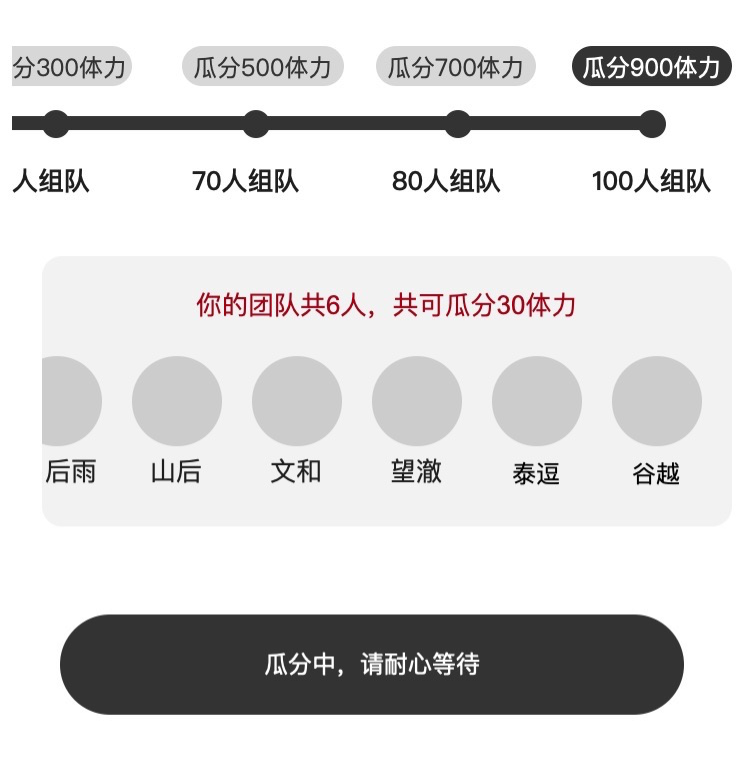 分300体力 瓜分500体力 瓜分700体力 瓜分900体力
人组队 70人组队 80人组队 100人组队
你的团队共6人，共可瓜分30体力
后雨 山后 文和 望澈 泰逗 谷越
瓜分中，请耐心等待